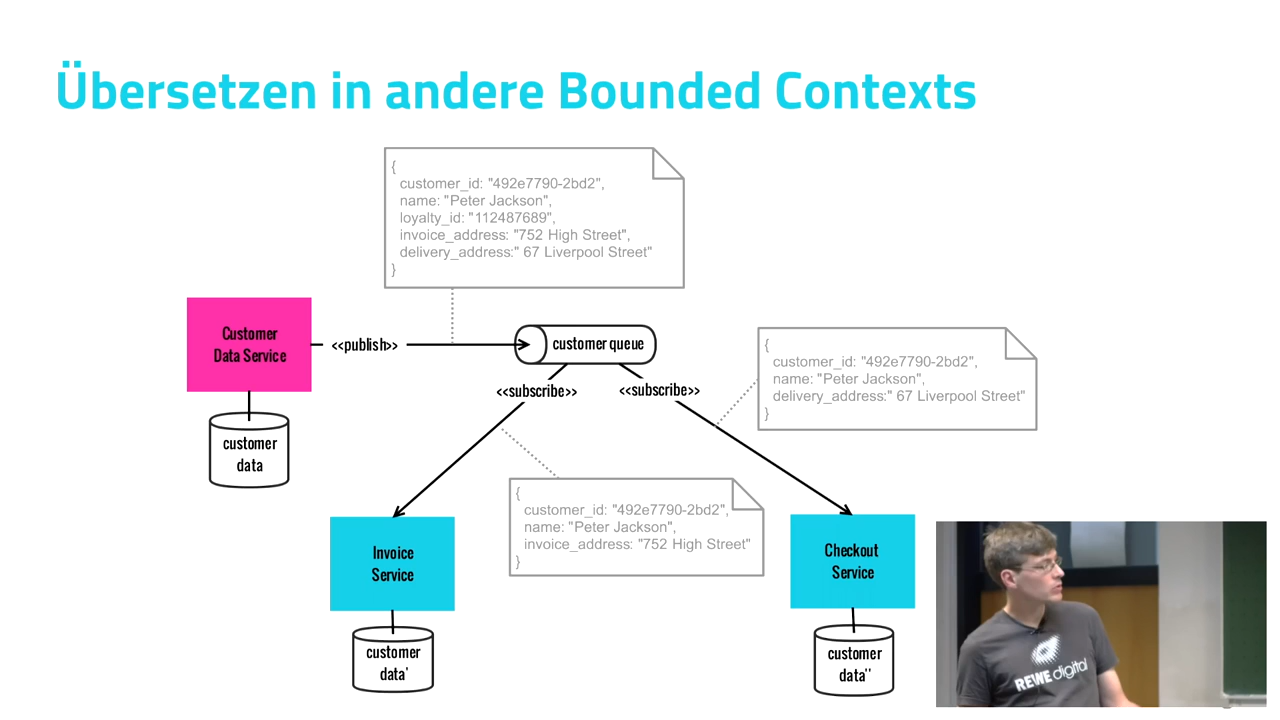 Übersetzen in andere Bounded Contexts
{
customer_id: "492e7790-2bd2",
name: "Peter Jackson",
loyalty_id: "112487689",
invoice_address: "752 High Street",
delivery_address:" 67 Liverpool Street"
}
Customer
Data Service
<<publish>>
customer queue
customer
data
<<subscribe>>
<<subscribe>>
{
customer_id: "492e7790-2bd2",
name: "Peter Jackson",
delivery_address:" 67 Liverpool Street"
}
{
customer_id: "492e7790-2bd2",
name: "Peter Jackson",
invoice_address: "752 High Street"
}
Invoice
Service
customer
data'
Checkout
Service
customer
data''
REWE digital